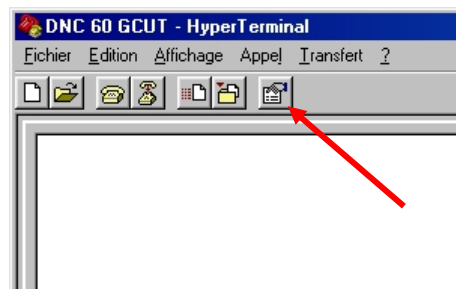 DNC 60 GCUT - HyperTerminal
Fichier Edition Affichage Appel Transfert ?